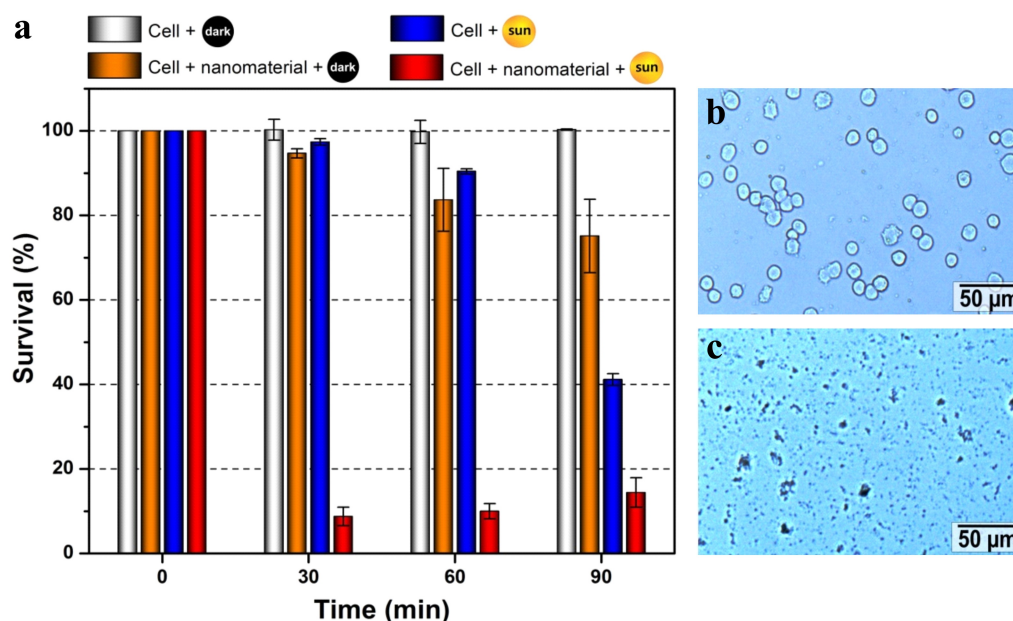 a
Cell + dark
Cell + sun
Cell + nanomaterial + dark
Cell + nanomaterial + sun
Survival (%)
100
80
60
40
20
0
0 30 60 90
Time (min)
b
50 µm
c
50 µm